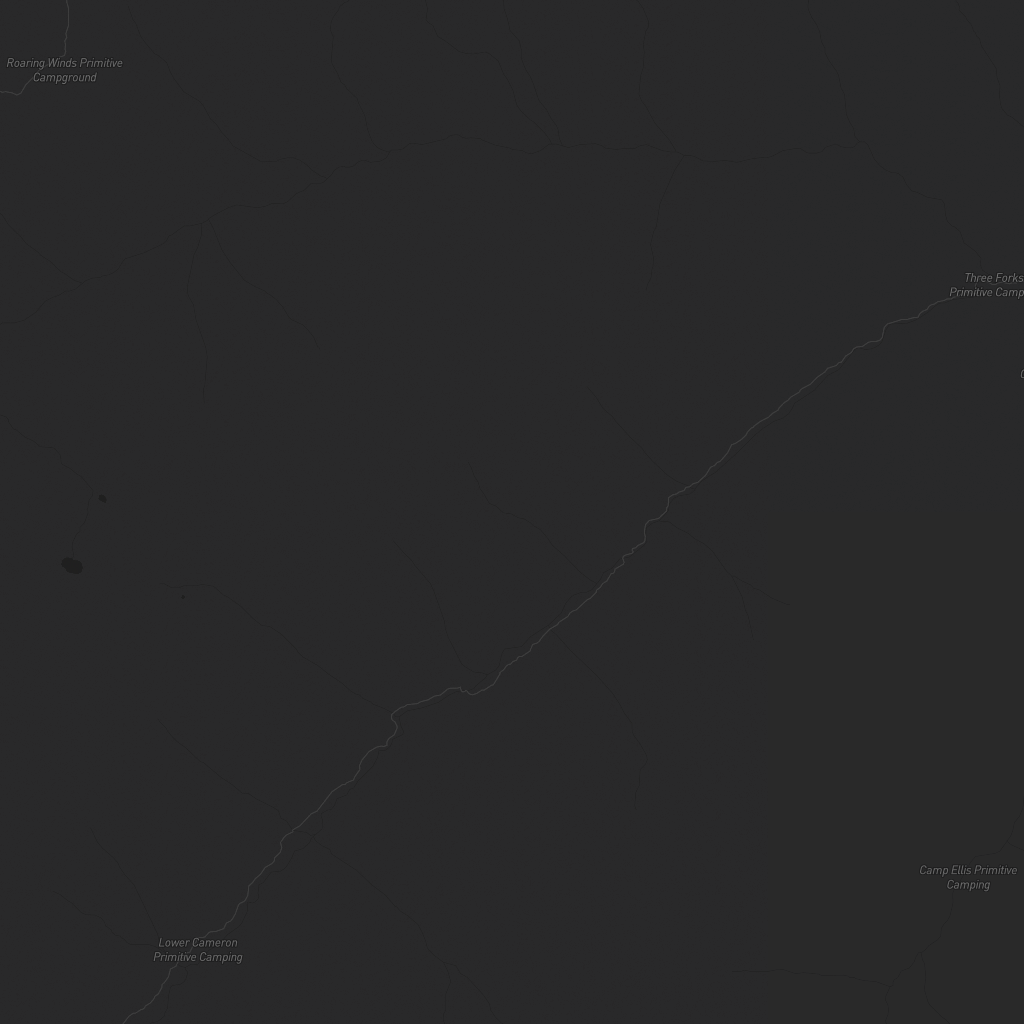 Roaring Winds Primitive
Campground
Three Forks
Primitive Camp
Camp Ellis Primitive
Camping
Lower Cameron
Primitive Camping